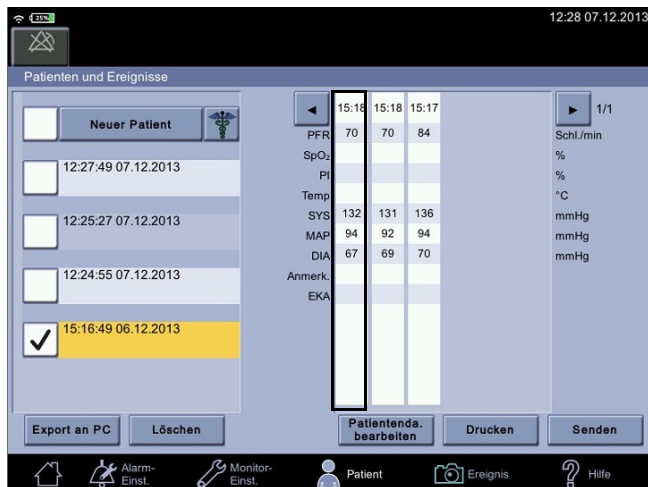 25%
12:28 07.12.2013
Patienten und Ereignisse
Neuer Patient
12:27:49 07.12.2013
12:25:27 07.12.2013
12:24:55 07.12.2013
15:16:49 06.12.2013
◄ 15:18 15:18 15:17 ► 1/1
PFR 70 70 84 Schl./min
SpO₂ %
PI %
Temp °C
SYS 132 131 136 mmHg
MAP 94 92 94 mmHg
DIA 67 69 70 mmHg
Anmerk.
EKA
Export an PC
Löschen
Patientenda.
bearbeiten
Drucken
Senden
Alarm-
Einst.
Monitor-
Einst.
Patient
Ereignis
Hilfe